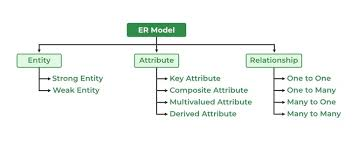 ER Model
Entity
Attribute
Relationship
Strong Entity
Weak Entity
Key Attribute
Composite Attribute
Multivalued Attribute
Derived Attribute
One to One
One to Many
Many to One
Many to Many